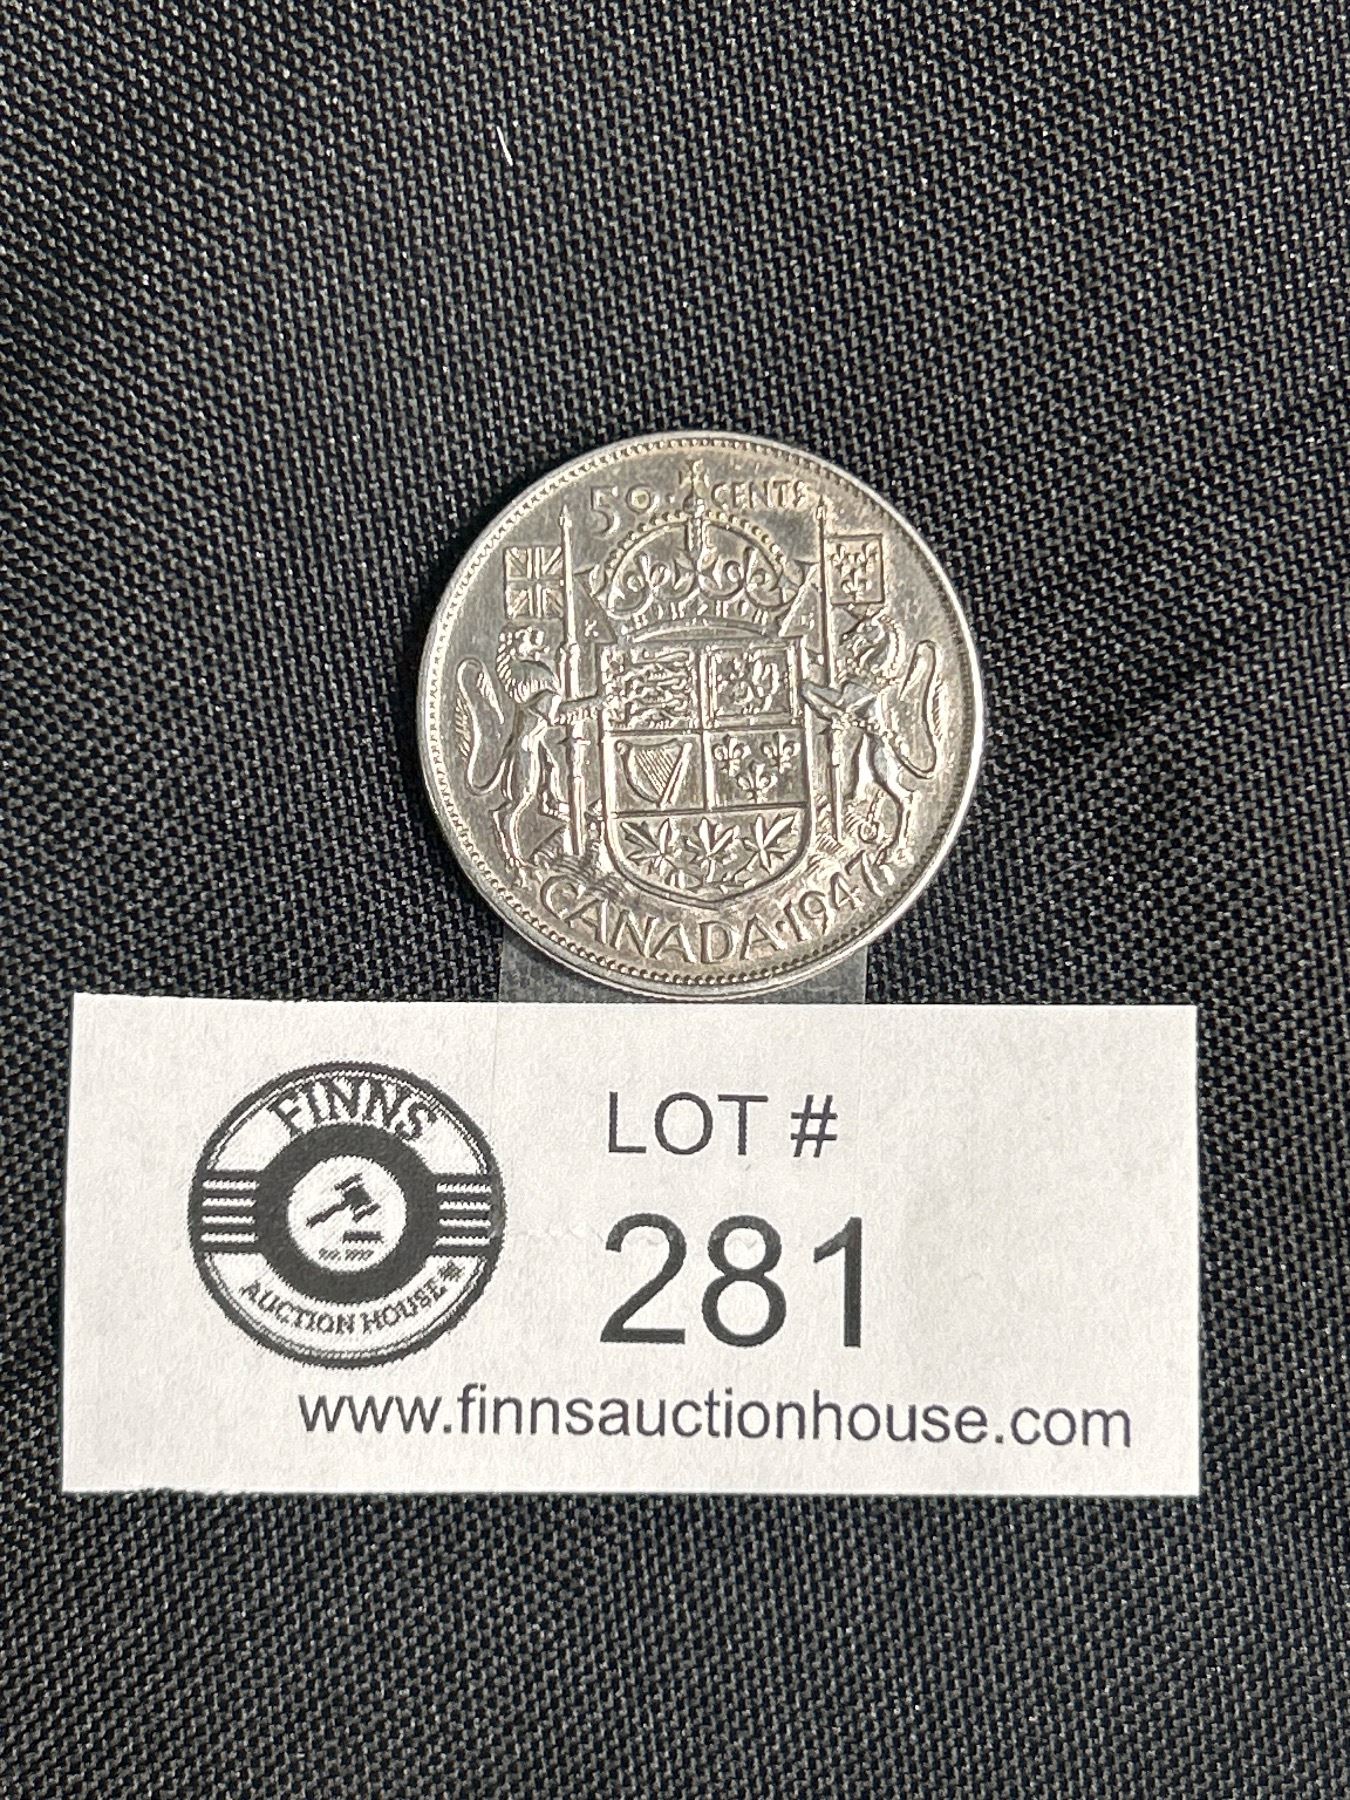 50 CENTS
K G
CANADA·1947
FINNS
AUCTION HOUSE
LOT #
281
www.finnsauctionhouse.com